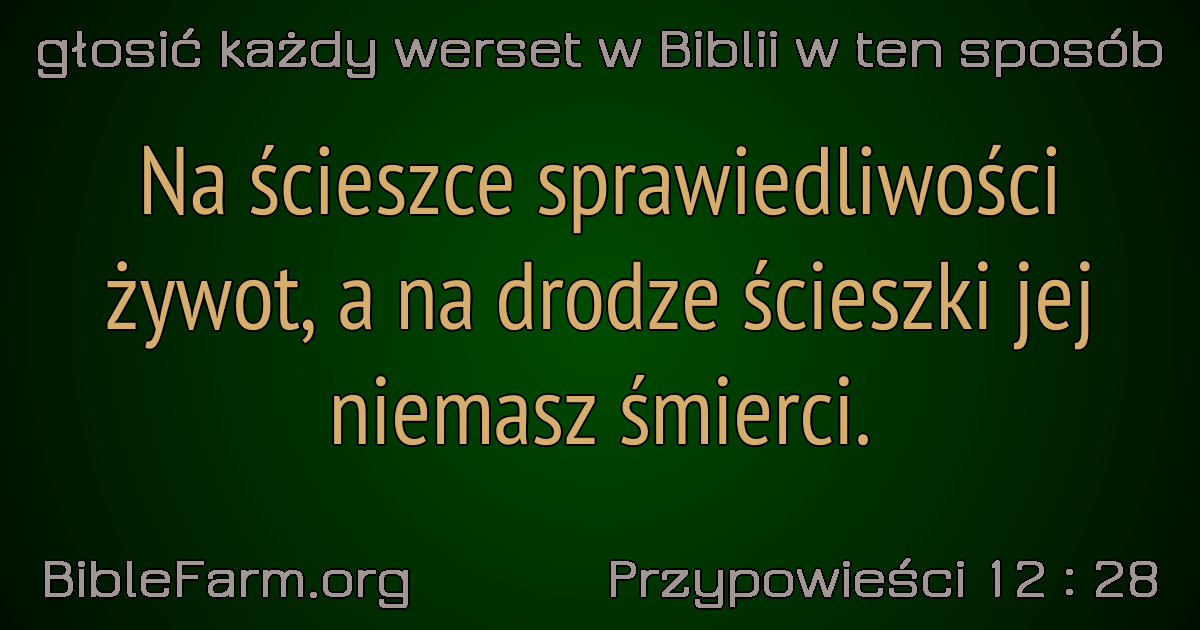 głosić każdy werset w Biblii w ten sposób
Na ścieszce sprawiedliwości
żywot, a na drodze ścieszki jej
niemasz śmierci.
BibleFarm.org
Przypowieści 12 : 28